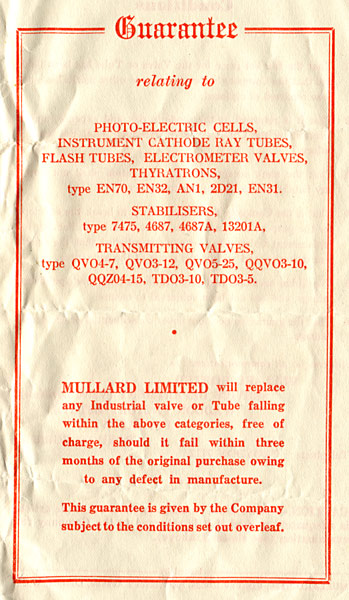 Guarantee
relating to
PHOTO-ELECTRIC CELLS,
INSTRUMENT CATHODE RAY TUBES,
FLASH TUBES, ELECTROMETER VALVES,
THYRATRONS,
type EN70, EN32, AN1, 2D21, EN31.
STABILISERS,
type 7475, 4687, 4687A, 13201A,
TRANSMITTING VALVES,
type QVO4-7, QVO3-12, QVO5-25, QQVO3-10,
QQZ04-15, TDO3-10, TDO3-5.
MULLARD LIMITED will replace
any Industrial valve or Tube falling
within the above categories, free of
charge, should it fail within three
months of the original purchase owing
to any defect in manufacture.
This guarantee is given by the Company
subject to the conditions set out overleaf.